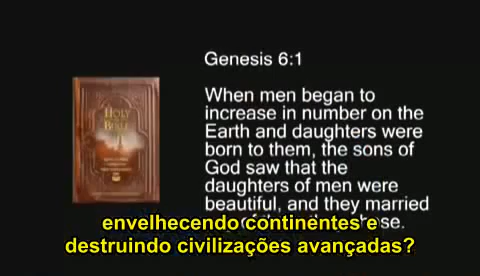 Genesis 6:1
When men began to
increase in number on the
Earth and daughters were
born to them, the sons of
God saw that the
daughters of men were
beautiful, and they married
HOLY
BIBLE
envelhecendo continentes e
destruindo civilizações avançadas?